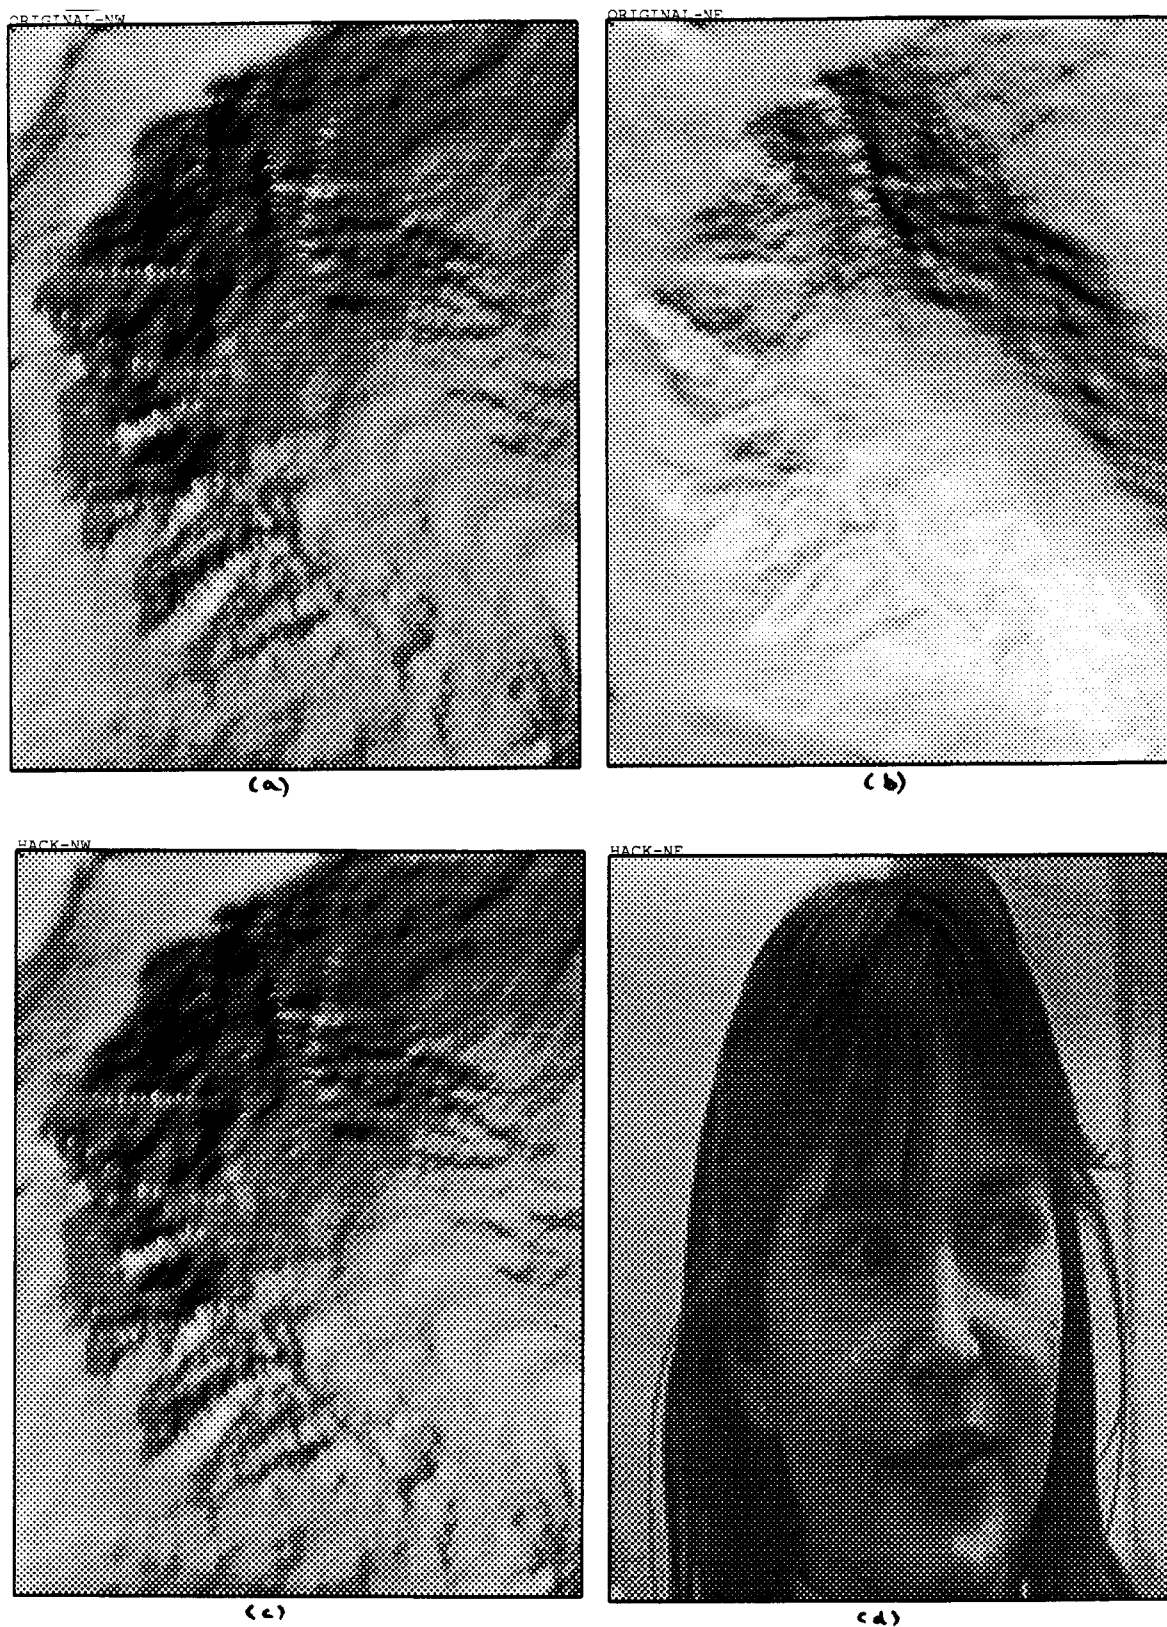 ORIGINAL-NW
ORIGINAL-NE
(a)
(b)
HACK-NW
HACK-NE
(c)
(d)